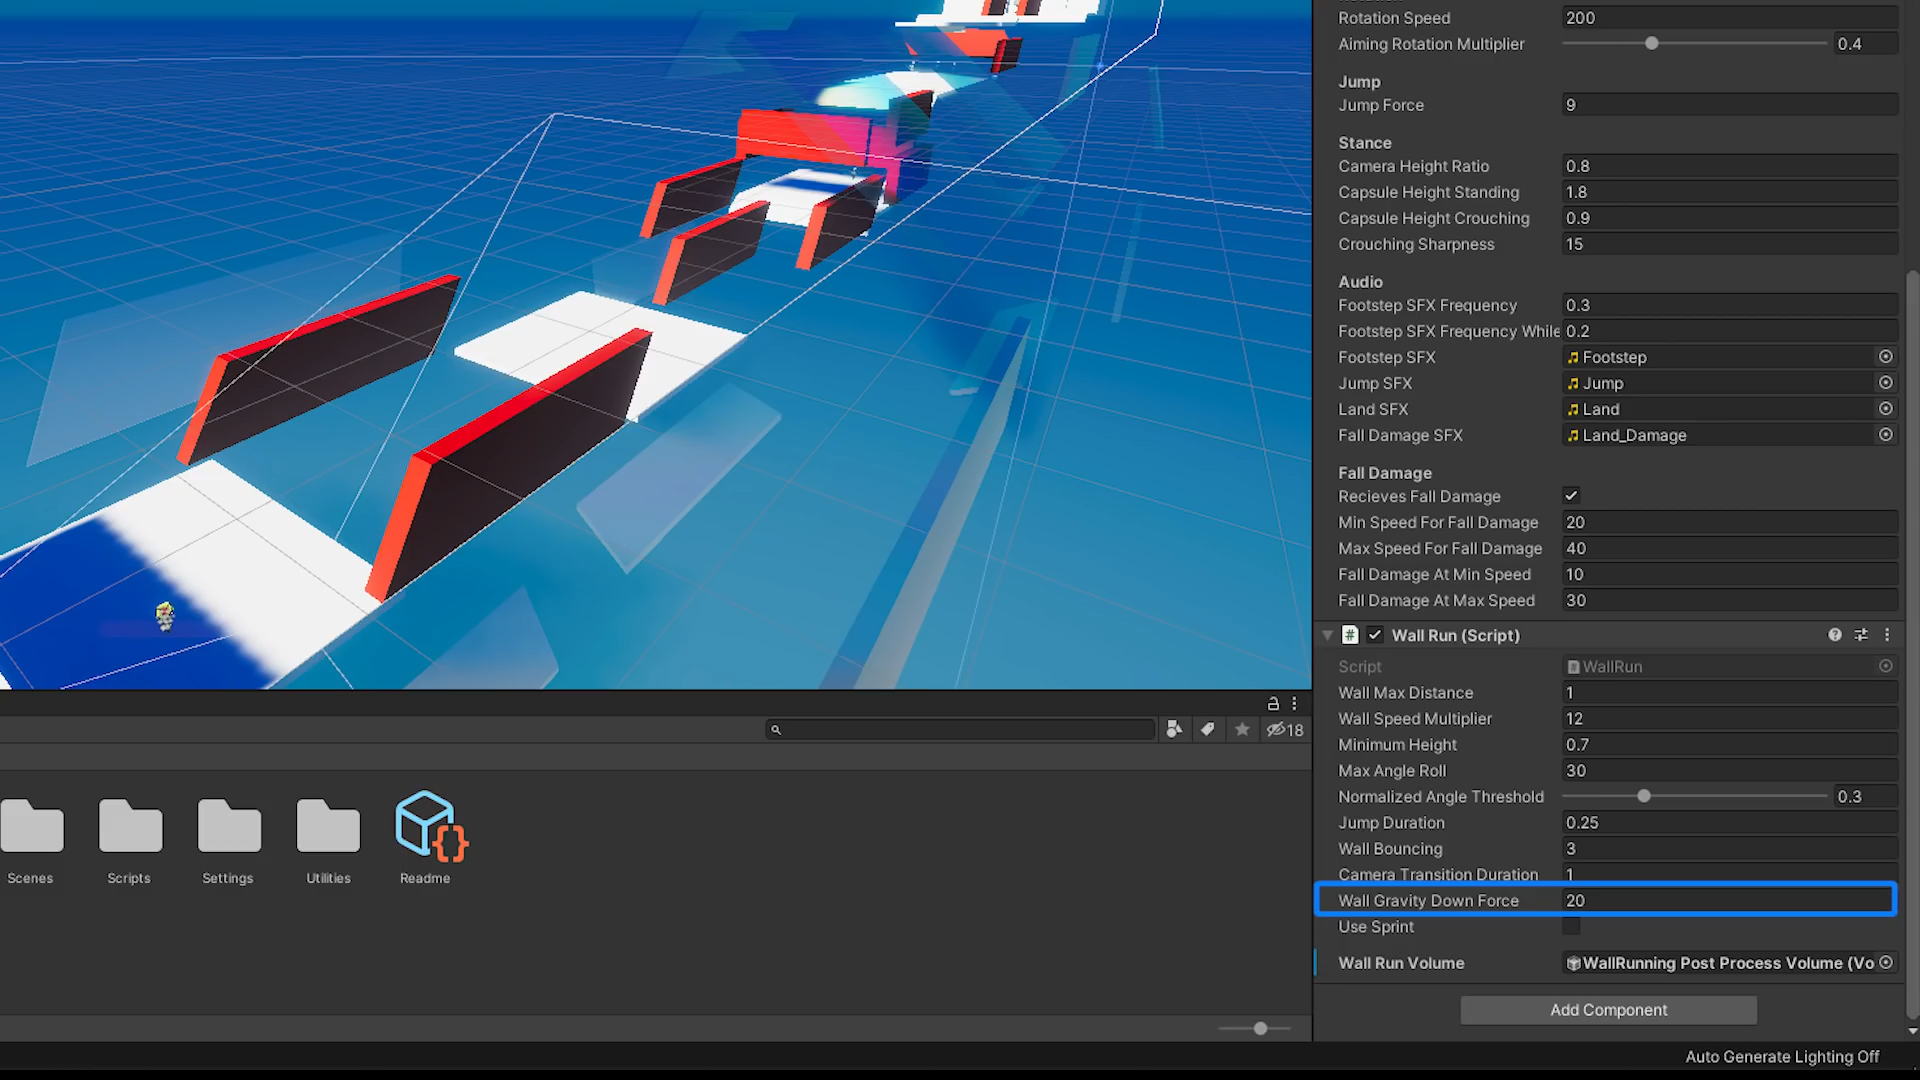 Rotation Speed 200
Aiming Rotation Multiplier 0.4
Jump
Jump Force 9
Stance
Camera Height Ratio 0.8
Capsule Height Standing 1.8
Capsule Height Crouching 0.9
Crouching Sharpness 15
Audio
Footstep SFX Frequency 0.3
Footstep SFX Frequency While 0.2
Footstep SFX Footstep
Jump SFX Jump
Land SFX Land
Fall Damage SFX Land_Damage
Fall Damage
Recieves Fall Damage
Min Speed For Fall Damage 20
Max Speed For Fall Damage 40
Fall Damage At Min Speed 10
Fall Damage At Max Speed 30
# Wall Run (Script)
Script WallRun
Wall Max Distance 1
Wall Speed Multiplier 12
Minimum Height 0.7
Max Angle Roll 30
Normalized Angle Threshold 0.3
Jump Duration 0.25
Wall Bouncing 3
Camera Transition Duration 1
Wall Gravity Down Force 20
Use Sprint
Wall Run Volume WallRunning Post Process Volume (Vo
Add Component
18
Scenes
Scripts
Settings
Utilities
Readme
Auto Generate Lighting Off